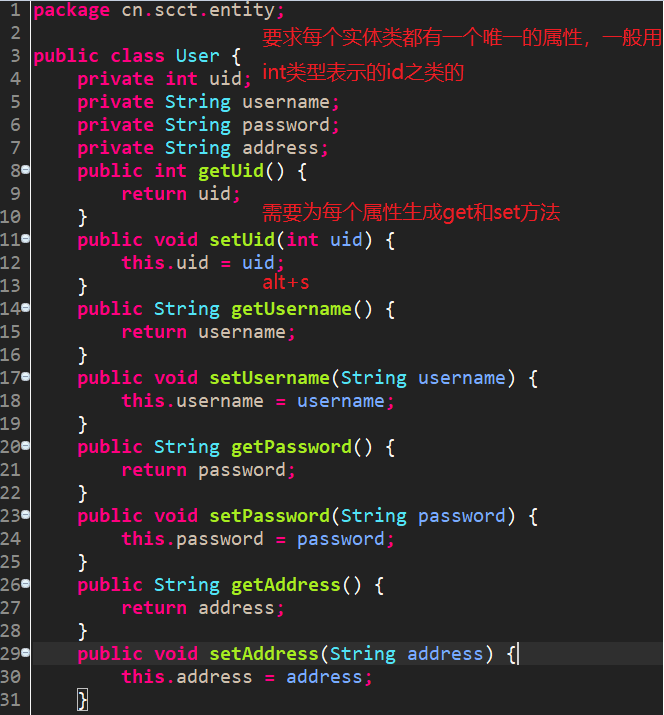 1 package cn.scct.entity;
2 要求每个实体类都有一个唯一的属性，一般用
3 public class User {
4 private int uid; int类型表示的id之类的
5 private String username;
6 private String password;
7 private String address;
8 public int getUid() {
9 return uid;
10 } 需要为每个属性生成get和set方法
11 public void setUid(int uid) {
12 this.uid = uid;
13 } alt+s
14 public String getUsername() {
15 return username;
16 }
17 public void setUsername(String username) {
18 this.username = username;
19 }
20 public String getPassword() {
21 return password;
22 }
23 public void setPassword(String password) {
24 this.password = password;
25 }
26 public String getAddress() {
27 return address;
28 }
29 public void setAddress(String address) {
30 this.address = address;
31 }